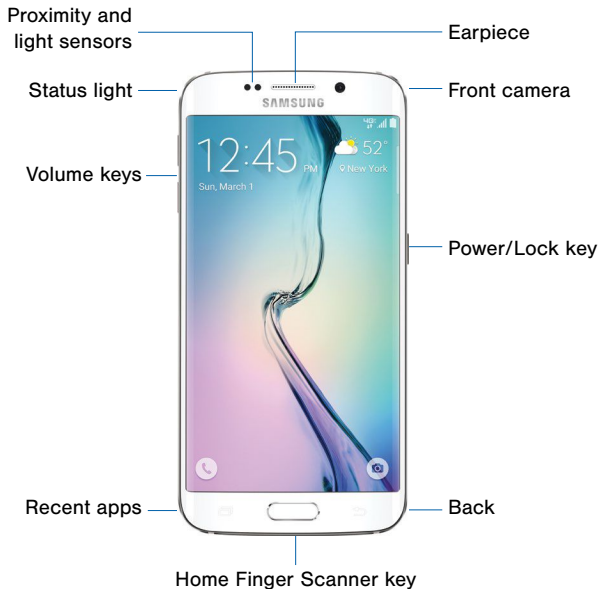 Proximity and
light sensors
Earpiece
Status light
Front camera
SAMSUNG
4G
12:45 PM
52°
Sun, March 1
New York
Volume keys
Power/Lock key
Recent apps
Back
Home Finger Scanner key